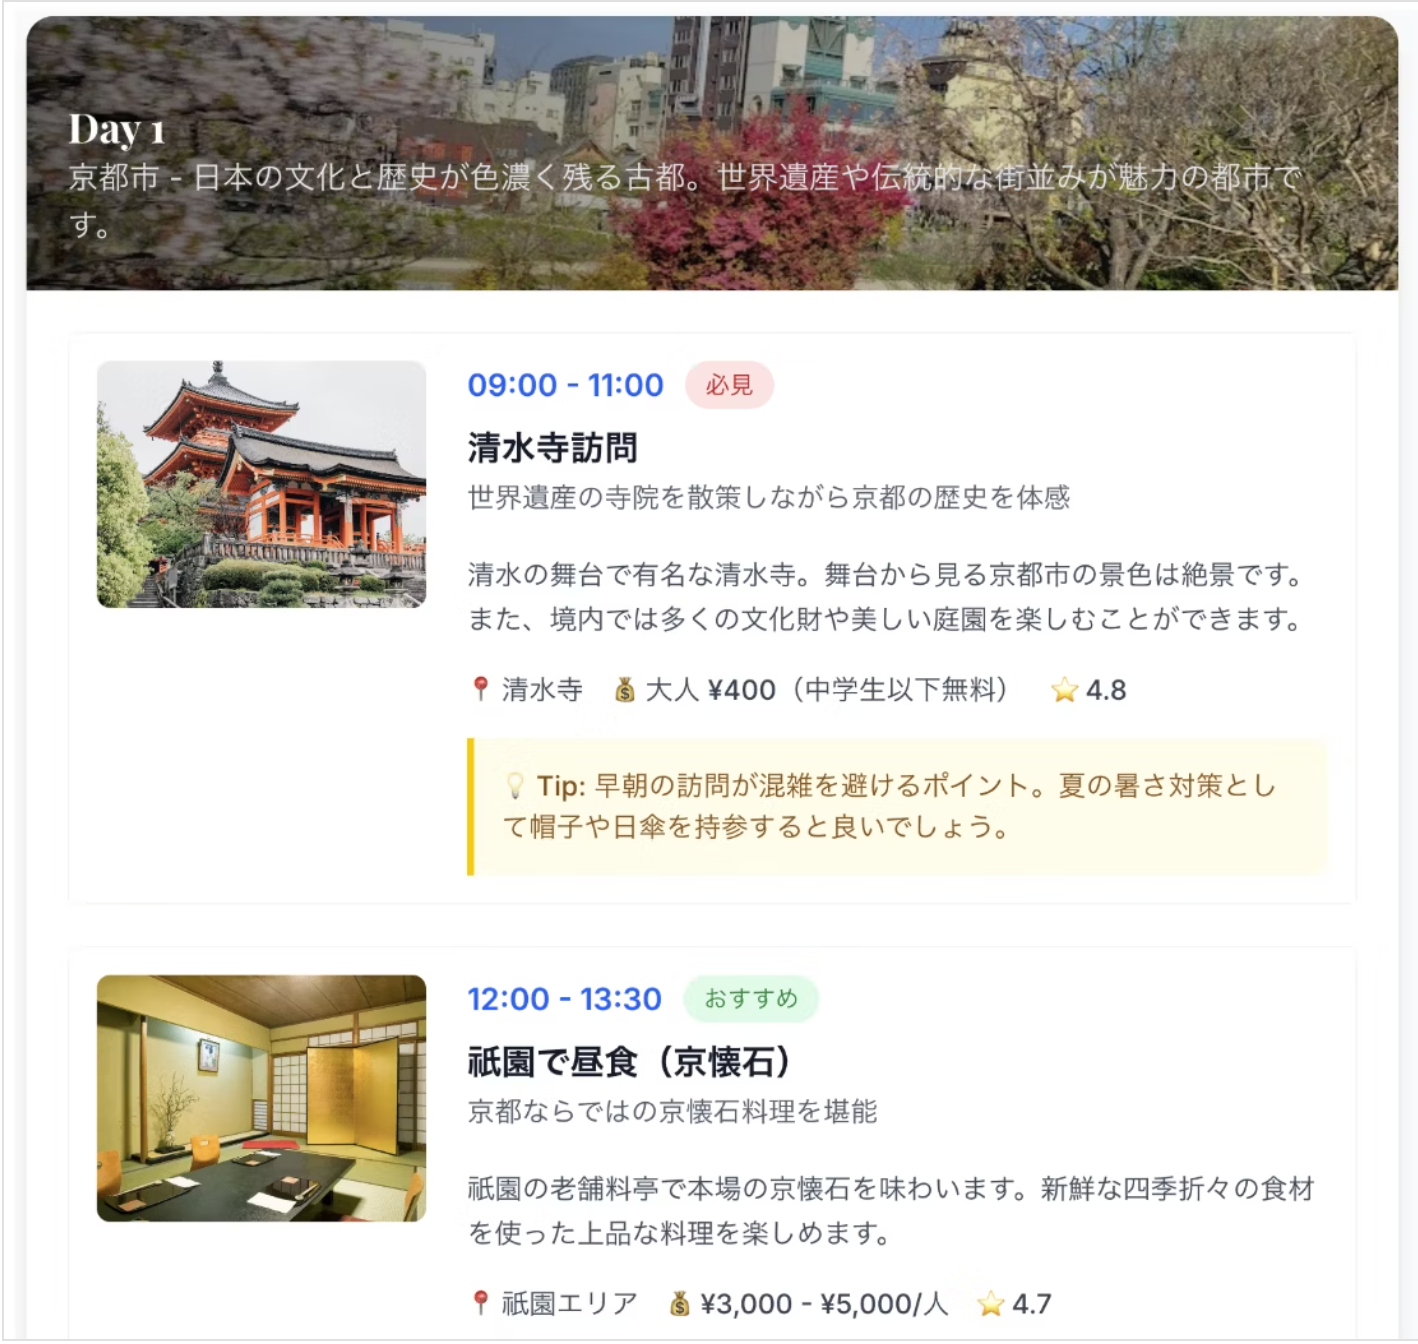 Day 1
京都市 - 日本の文化と歴史が色濃く残る古都。世界遺産や伝統的な街並みが魅力の都市で
す。
09:00 - 11:00 必見
清水寺訪問
世界遺産の寺院を散策しながら京都の歴史を体感
清水の舞台で有名な清水寺。舞台から見る京都市の景色は絶景です。
また、境内では多くの文化財や美しい庭園を楽しむことができます。
📍 清水寺 💰 大人 ¥400（中学生以下無料） ⭐ 4.8
💡 Tip: 早朝の訪問が混雑を避けるポイント。夏の暑さ対策とし
て帽子や日傘を持参すると良いでしょう。
12:00 - 13:30 おすすめ
祇園で昼食（京懐石）
京都ならではの京懐石料理を堪能
祇園の老舗料亭で本場の京懐石を味わいます。新鮮な四季折々の食材
を使った上品な料理を楽しめます。
📍 祇園エリア 💰 ¥3,000 - ¥5,000/人 ⭐ 4.7